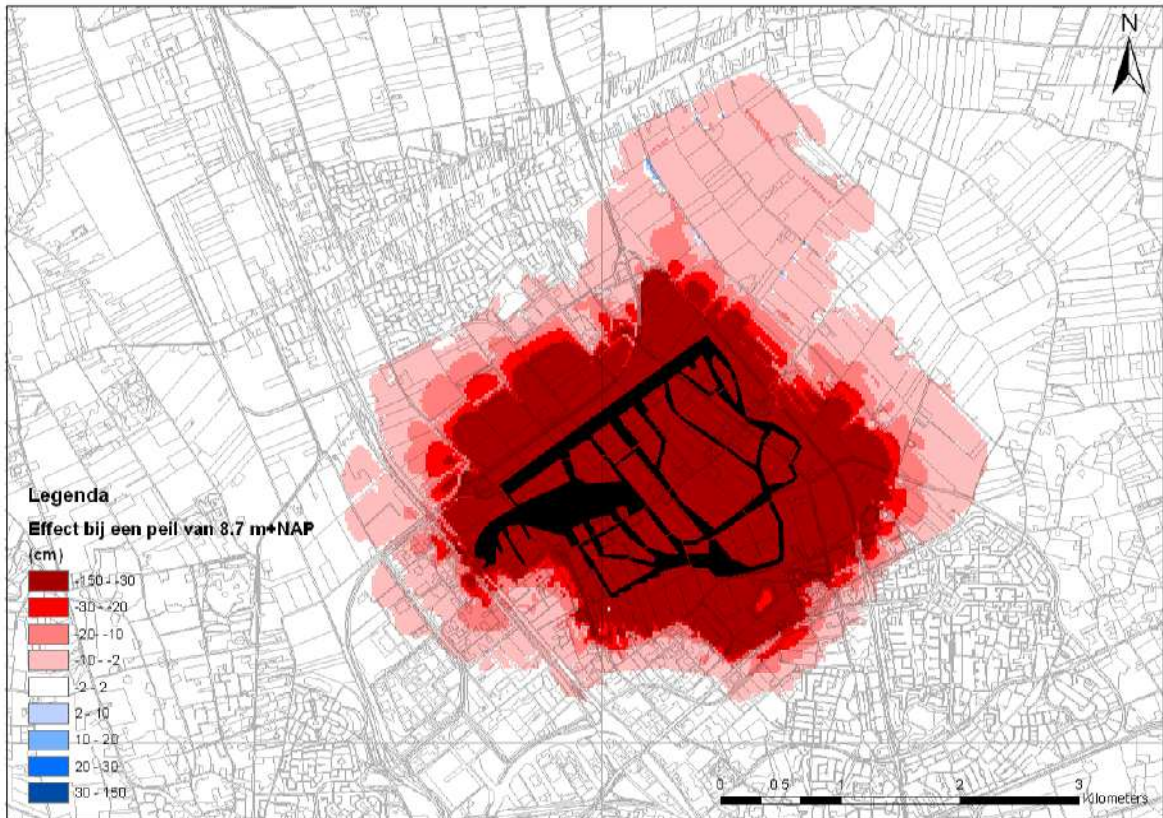 N
Legenda
Effect bij een peil van 8.7 m+NAP
(cm)
-150 - -30
-30 - -20
-20 - -10
-10 - -2
-2 - 2
2 - 10
10 - 20
20 - 30
30 - 150
0 0.5 1 2 3
Kilometers